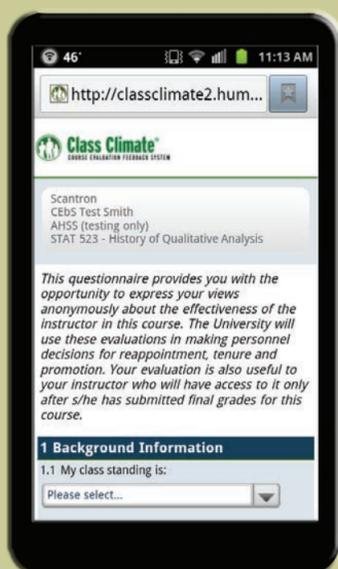 46°
11:13 AM
http://classclimate2.hum...
Class Climate®
COURSE EVALUATION FEEDBACK SYSTEM
Scantron
CEbS Test Smith
AHSS (testing only)
STAT 523 - History of Qualitative Analysis
This questionnaire provides you with the
opportunity to express your views
anonymously about the effectiveness of the
instructor in this course. The University will
use these evaluations in making personnel
decisions for reappointment, tenure and
promotion. Your evaluation is also useful to
your instructor who will have access to it only
after s/he has submitted final grades for this
course.
1 Background Information
1.1 My class standing is:
Please select...